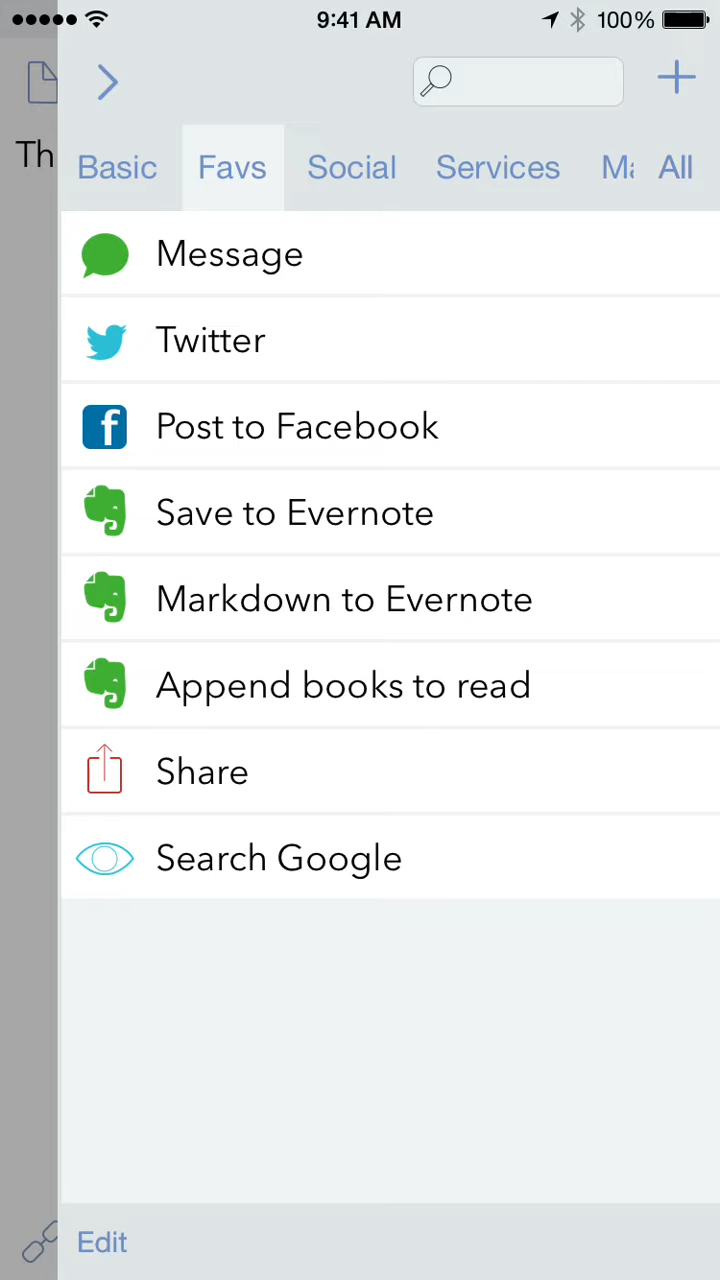 9:41 AM 100%
Th
Basic Favs Social Services Ma All
Message
Twitter
f Post to Facebook
Save to Evernote
Markdown to Evernote
Append books to read
Share
Search Google
Edit